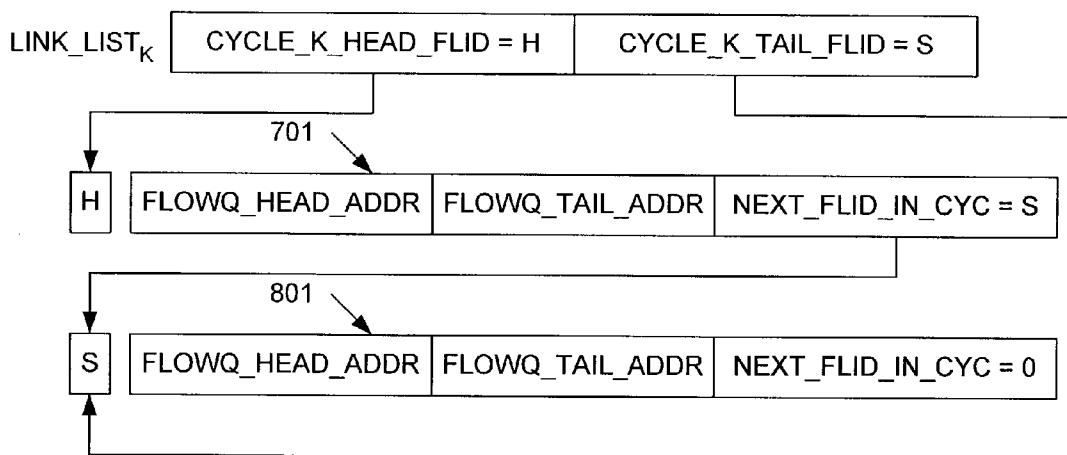 LINK_LIST_K CYCLE_K_HEAD_FLID = H CYCLE_K_TAIL_FLID = S
701
H FLOWQ_HEAD_ADDR FLOWQ_TAIL_ADDR NEXT_FLID_IN_CYC = S
801
S FLOWQ_HEAD_ADDR FLOWQ_TAIL_ADDR NEXT_FLID_IN_CYC = 0